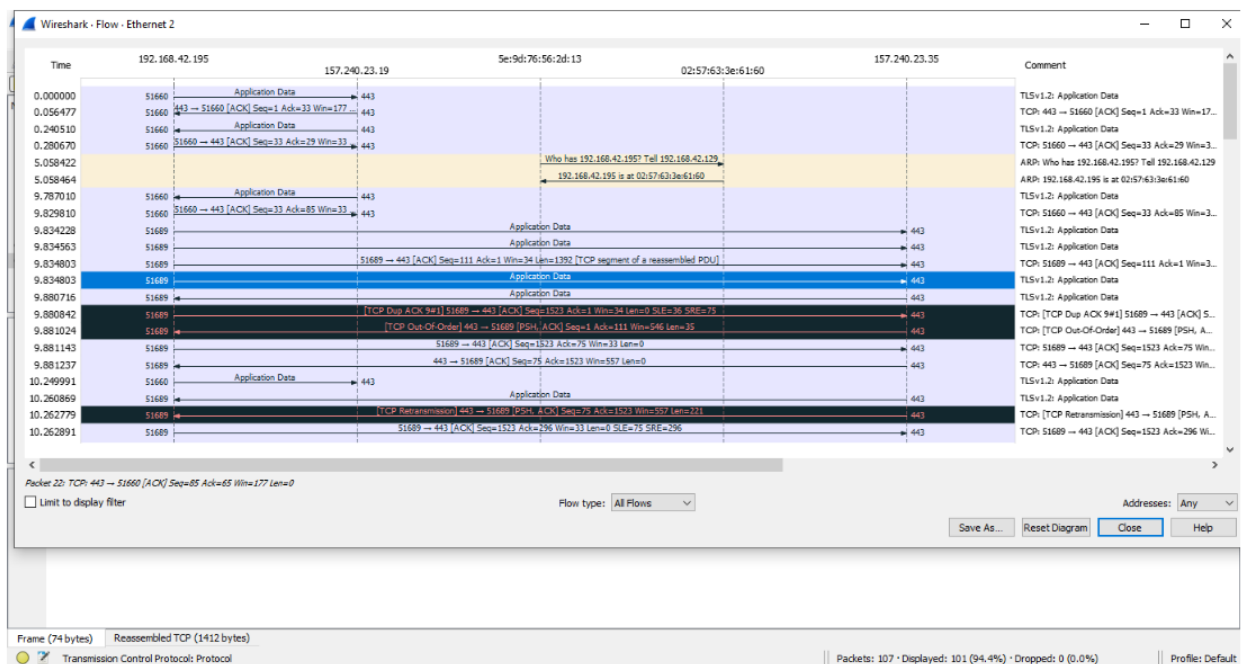 Wireshark · Flow · Ethernet 2
Time 192.168.42.195 157.240.23.19 5e:9d:76:56:2d:13 02:57:63:3e:61:60 157.240.23.35 Comment
0.000000 51660 Application Data 443 TLSv1.2: Application Data
0.056477 51660 443 → 51660 [ACK] Seq=1 Ack=33 Win=177 ... 443 TCP: 443 → 51660 [ACK] Seq=1 Ack=33 Win=17...
0.240510 51660 Application Data 443 TLSv1.2: Application Data
0.280670 51660 51660 → 443 [ACK] Seq=33 Ack=29 Win=33 443 TCP: 51660 → 443 [ACK] Seq=33 Ack=29 Win=3...
5.058422 Who has 192.168.42.195? Tell 192.168.42.129 ARP: Who has 192.168.42.195? Tell 192.168.42.129
5.058464 192.168.42.195 is at 02:57:63:3e:61:60 ARP: 192.168.42.195 is at 02:57:63:3e:61:60
9.787010 51660 Application Data 443 TLSv1.2: Application Data
9.829810 51660 51660 → 443 [ACK] Seq=33 Ack=85 Win=33 443 TCP: 51660 → 443 [ACK] Seq=33 Ack=85 Win=3...
9.834228 51689 Application Data 443 TLSv1.2: Application Data
9.834563 51689 Application Data 443 TLSv1.2: Application Data
9.834803 51689 51689 → 443 [ACK] Seq=111 Ack=1 Win=34 Len=1392 [TCP segment of a reassembled PDU] 443 TCP: 51689 → 443 [ACK] Seq=111 Ack=1 Win=3...
9.834803 51689 Application Data 443 TLSv1.2: Application Data
9.880716 51689 Application Data 443 TLSv1.2: Application Data
9.880842 51689 [TCP Dup ACK 9#1] 51689 → 443 [ACK] Seq=1523 Ack=1 Win=34 Len=0 SLE=36 SRE=75 443 TCP: [TCP Dup ACK 9#1] 51689 → 443 [ACK] S...
9.881024 51689 [TCP Out-Of-Order] 443 → 51689 [PSH, ACK] Seq=1 Ack=111 Win=546 Len=35 443 TCP: [TCP Out-Of-Order] 443 → 51689 [PSH, A...
9.881143 51689 51689 → 443 [ACK] Seq=1523 Ack=75 Win=33 Len=0 443 TCP: 51689 → 443 [ACK] Seq=1523 Ack=75 Win...
9.881237 51689 443 → 51689 [ACK] Seq=75 Ack=1523 Win=557 Len=0 443 TCP: 443 → 51689 [ACK] Seq=75 Ack=1523 Win...
10.249991 51660 Application Data 443 TLSv1.2: Application Data
10.260869 51689 Application Data 443 TLSv1.2: Application Data
10.262779 51689 [TCP Retransmission] 443 → 51689 [PSH, ACK] Seq=75 Ack=1523 Win=557 Len=221 443 TCP: [TCP Retransmission] 443 → 51689 [PSH, A...
10.262891 51689 51689 → 443 [ACK] Seq=1523 Ack=296 Win=33 Len=0 SLE=75 SRE=296 443 TCP: 51689 → 443 [ACK] Seq=1523 Ack=296 Wi...
Packet 22: TCP: 443 → 51660 [ACK] Seq=85 Ack=65 Win=177 Len=0
Limit to display filter Flow type: All Flows Addresses: Any
Save As... Reset Diagram Close Help
Frame (74 bytes) Reassembled TCP (1412 bytes)
Transmission Control Protocol: Protocol Packets: 107 · Displayed: 101 (94.4%) · Dropped: 0 (0.0%) Profile: Default